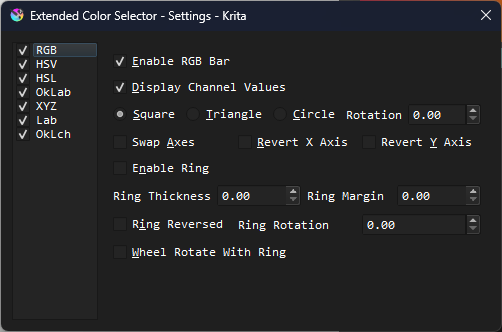 Extended Color Selector - Settings - Krita
RGB
HSV
HSL
OkLab
XYZ
Lab
OkLch
Enable RGB Bar
Display Channel Values
Square Triangle Circle Rotation 0.00
Swap Axes Revert X Axis Revert Y Axis
Enable Ring
Ring Thickness 0.00 Ring Margin 0.00
Ring Reversed Ring Rotation 0.00
Wheel Rotate With Ring